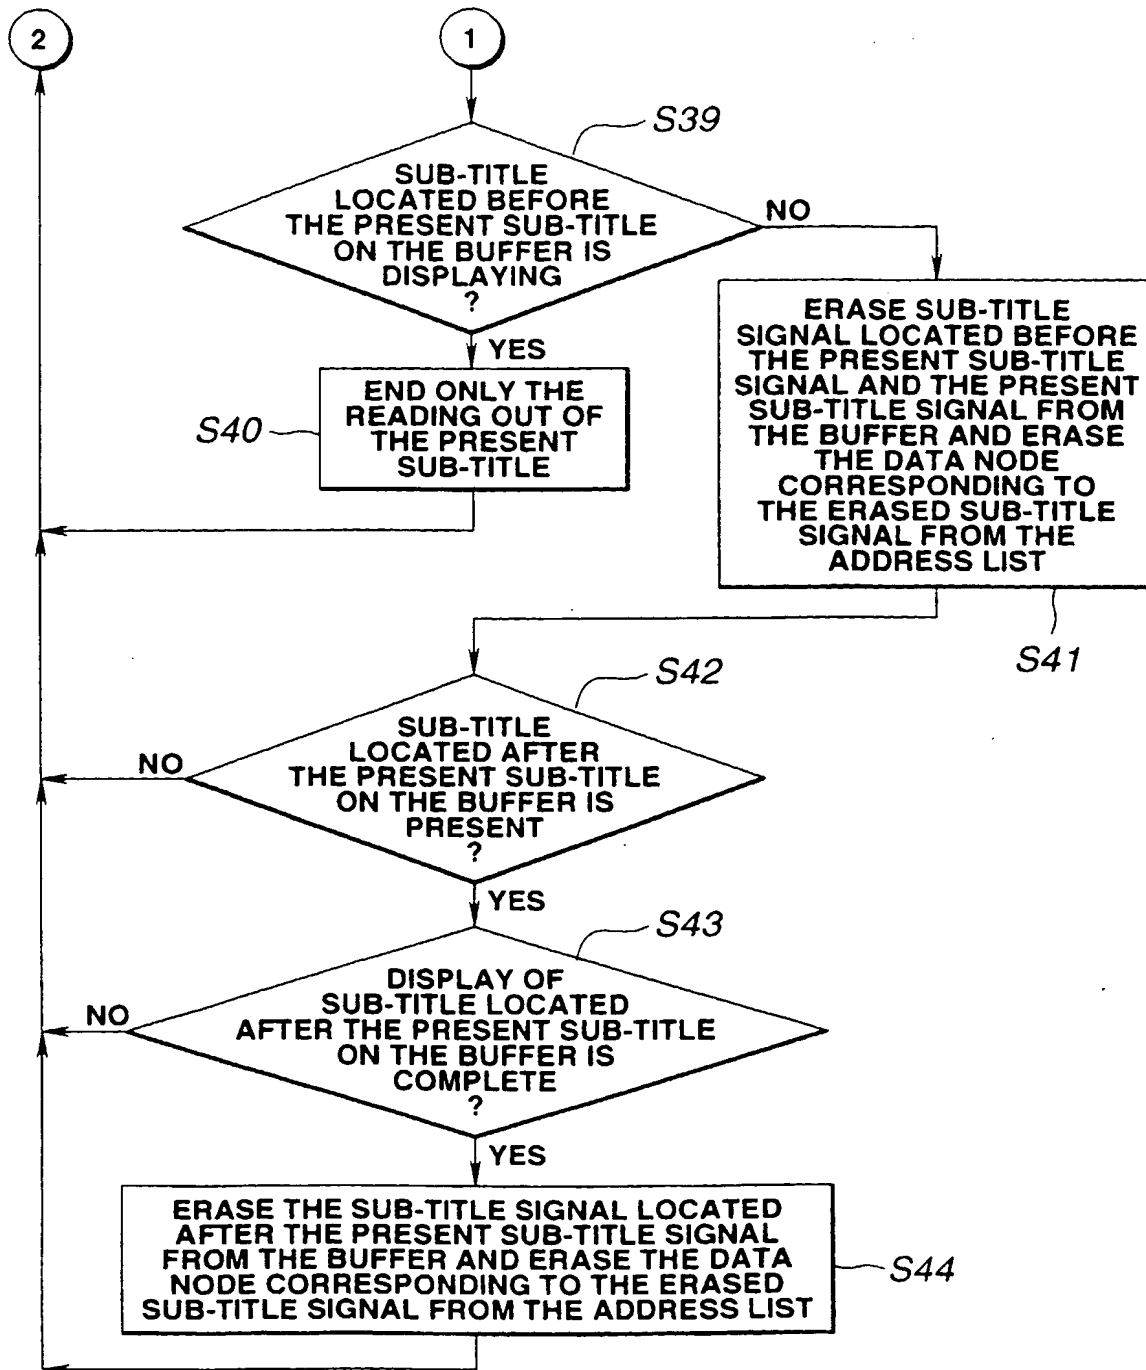 2
1
S39
SUB-TITLE
LOCATED BEFORE
THE PRESENT SUB-TITLE
ON THE BUFFER IS
DISPLAYING
?
NO
YES
ERASE SUB-TITLE
SIGNAL LOCATED BEFORE
THE PRESENT SUB-TITLE
SIGNAL AND THE PRESENT
SUB-TITLE SIGNAL FROM
THE BUFFER AND ERASE
THE DATA NODE
CORRESPONDING TO
THE ERASED SUB-TITLE
SIGNAL FROM THE
ADDRESS LIST
S41
END ONLY THE
READING OUT OF
THE PRESENT
SUB-TITLE
S40
S42
SUB-TITLE
LOCATED AFTER
THE PRESENT SUB-TITLE
ON THE BUFFER IS
PRESENT
?
NO
YES
S43
DISPLAY OF
SUB-TITLE LOCATED
AFTER THE PRESENT SUB-TITLE
ON THE BUFFER IS
COMPLETE
?
NO
YES
ERASE THE SUB-TITLE SIGNAL LOCATED
AFTER THE PRESENT SUB-TITLE SIGNAL
FROM THE BUFFER AND ERASE THE DATA
NODE CORRESPONDING TO THE ERASED
SUB-TITLE SIGNAL FROM THE ADDRESS LIST
S44